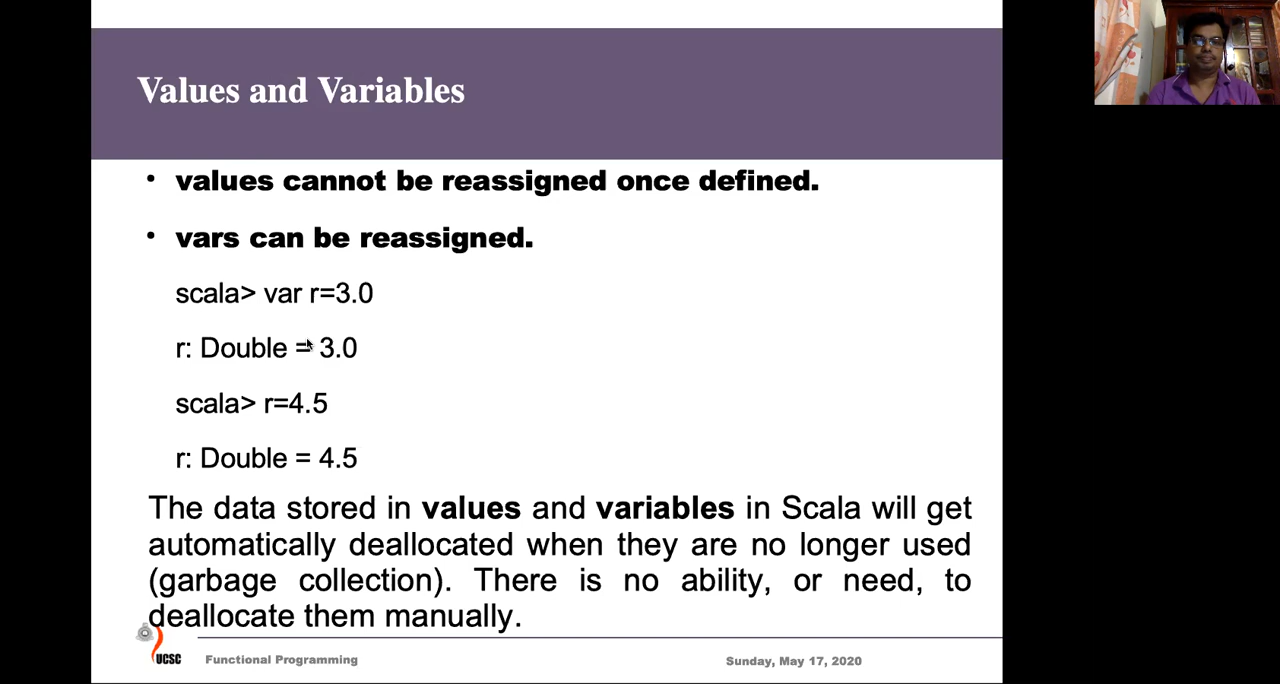 Values and Variables
• values cannot be reassigned once defined.
• vars can be reassigned.
scala> var r=3.0
r: Double = 3.0
scala> r=4.5
r: Double = 4.5
The data stored in values and variables in Scala will get
automatically deallocated when they are no longer used
(garbage collection). There is no ability, or need, to
deallocate them manually.
UCSC
Functional Programming
Sunday, May 17, 2020